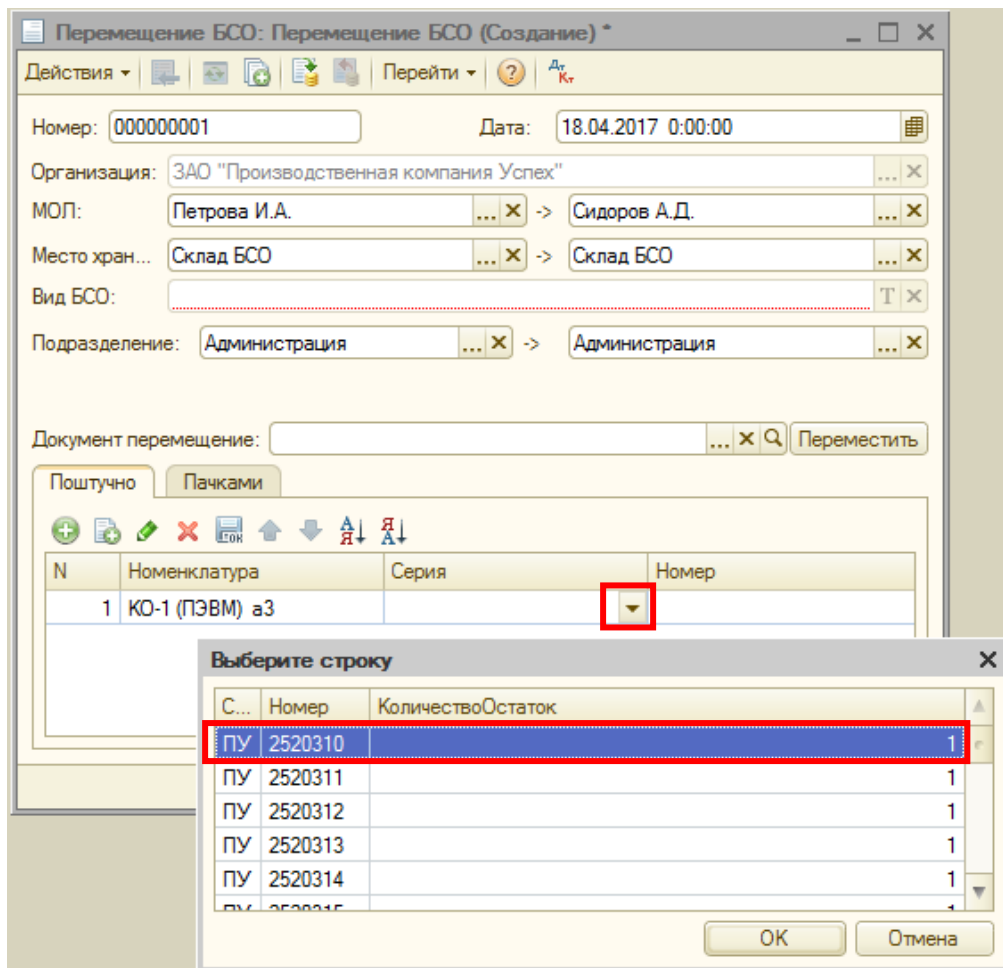 Перемещение БСО: Перемещение БСО (Создание) *
Действия Перейти ? Дт Кт
Номер: 000000001 Дата: 18.04.2017 0:00:00
Организация: ЗАО "Производственная компания Успех" ...
МОЛ: Петрова И.А. ... -> Сидоров А.Д. ...
Место хран... Склад БСО ... -> Склад БСО ...
Вид БСО: T
Подразделение: Администрация ... -> Администрация ...
Документ перемещение: ... Переместить
Поштучно Пачками
N Номенклатура Серия Номер
1 КО-1 (ПЭВМ) а3
Выберите строку
С... Номер КоличествоОстаток
ПУ 2520310 1
ПУ 2520311 1
ПУ 2520312 1
ПУ 2520313 1
ПУ 2520314 1
OK Отмена